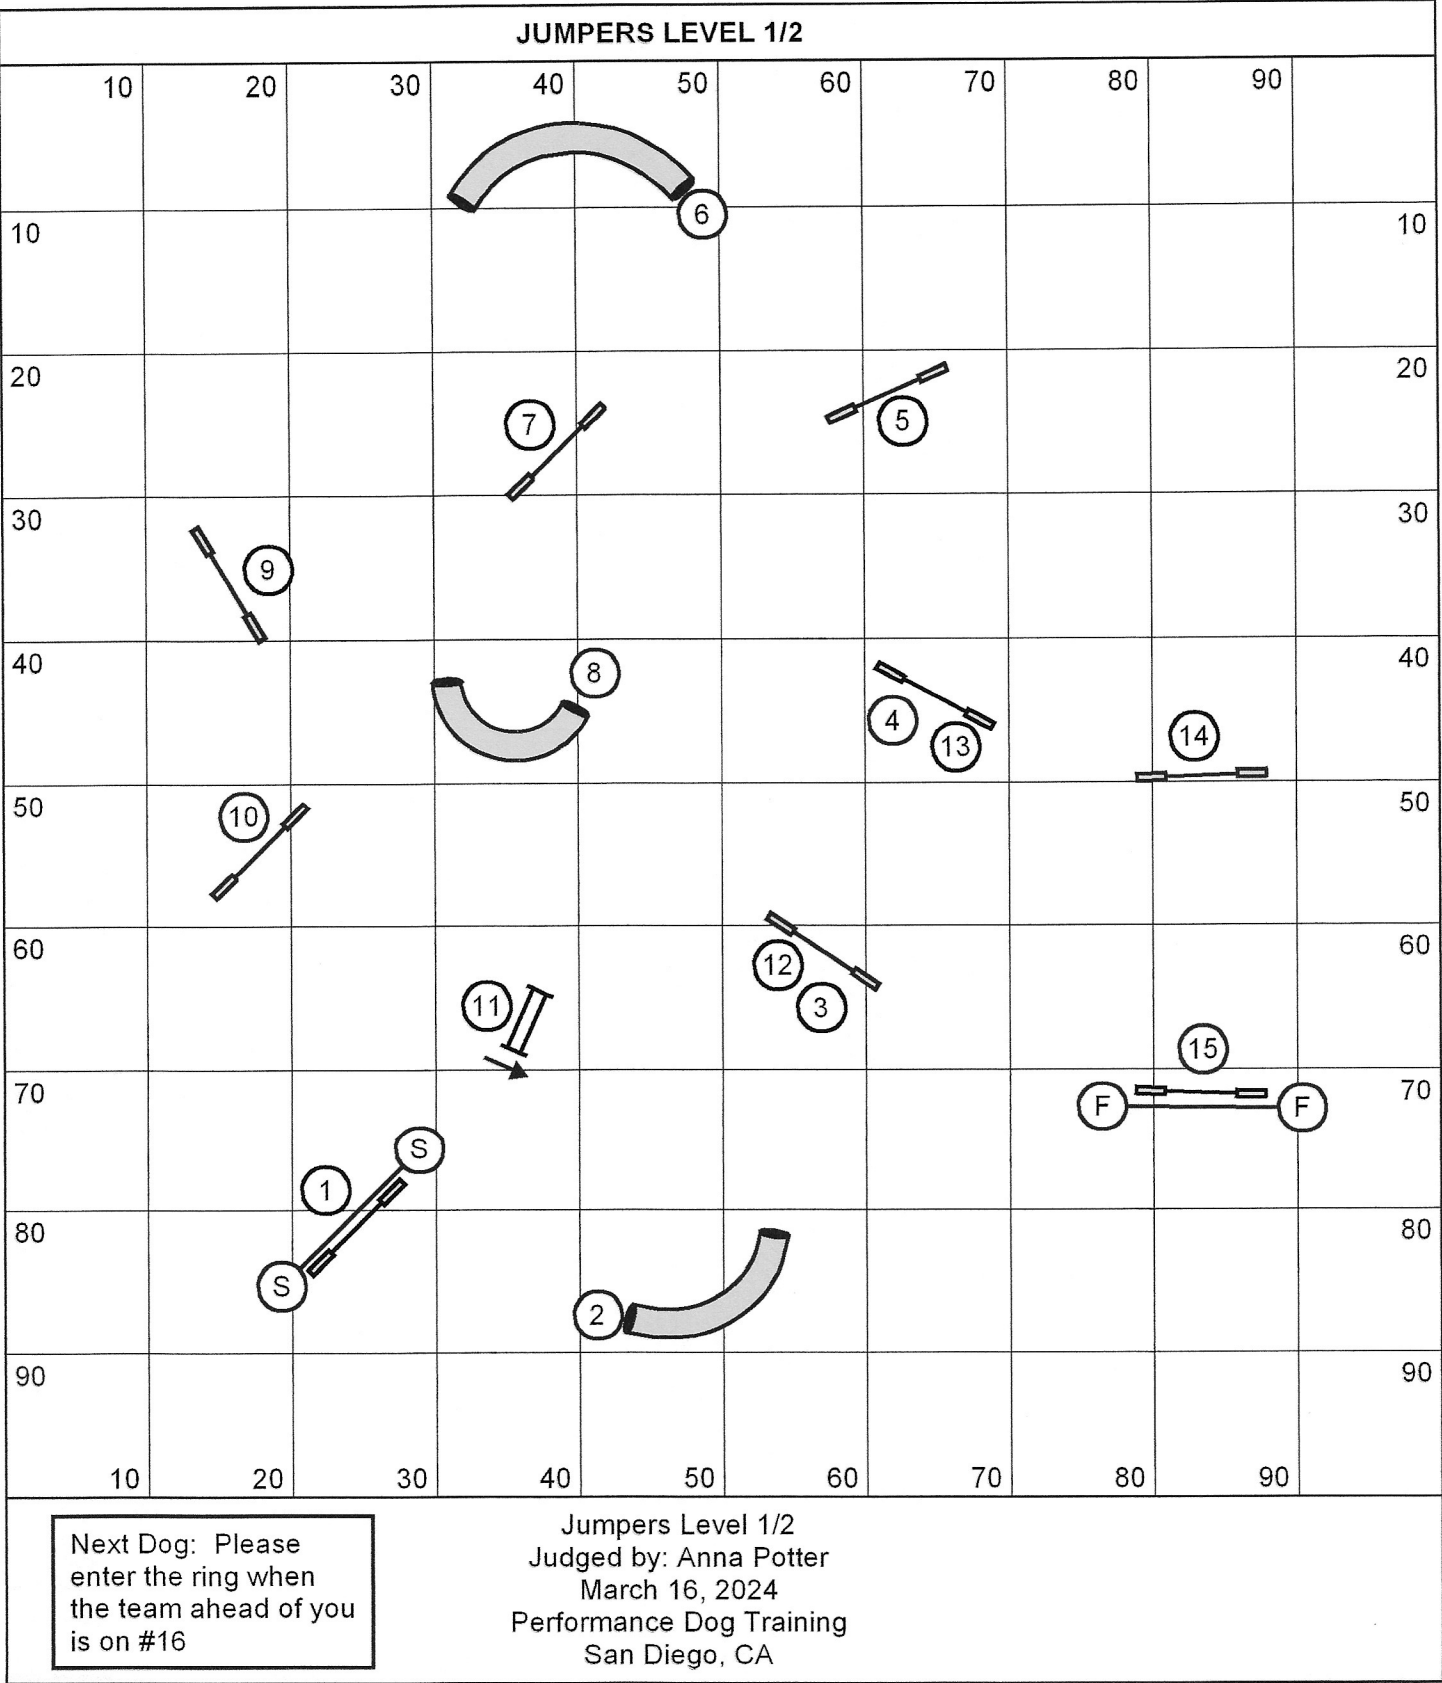 JUMPERS LEVEL 1/2
10 20 30 40 50 60 70 80 90
6
10 10
20 20
7 5
30 30
9
40 40
8
4 13 14
50 50
10
60 60
12
11 3
15
70 70
F F
S
1
80 80
S
2
90 90
10 20 30 40 50 60 70 80 90
Next Dog: Please
enter the ring when
the team ahead of you
is on #16
Jumpers Level 1/2
Judged by: Anna Potter
March 16, 2024
Performance Dog Training
San Diego, CA